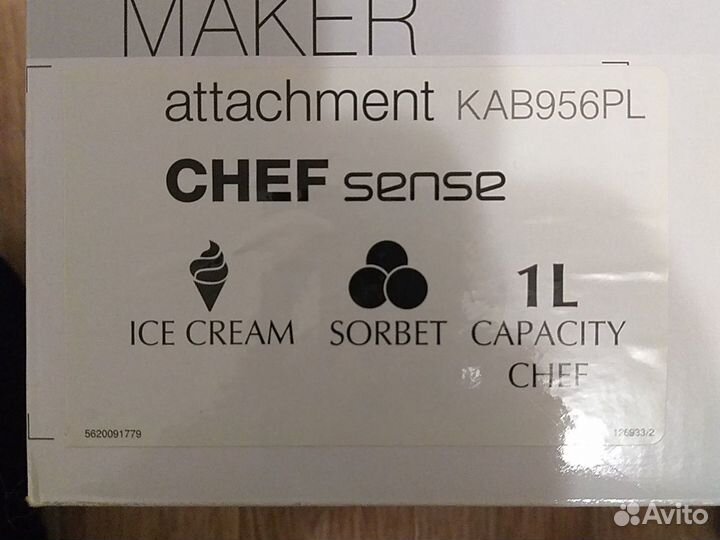 MAKER
attachment KAB956PL
CHEF sense
ICE CREAM
SORBET
1L
CAPACITY
CHEF
5620091779
126933/2
Avito